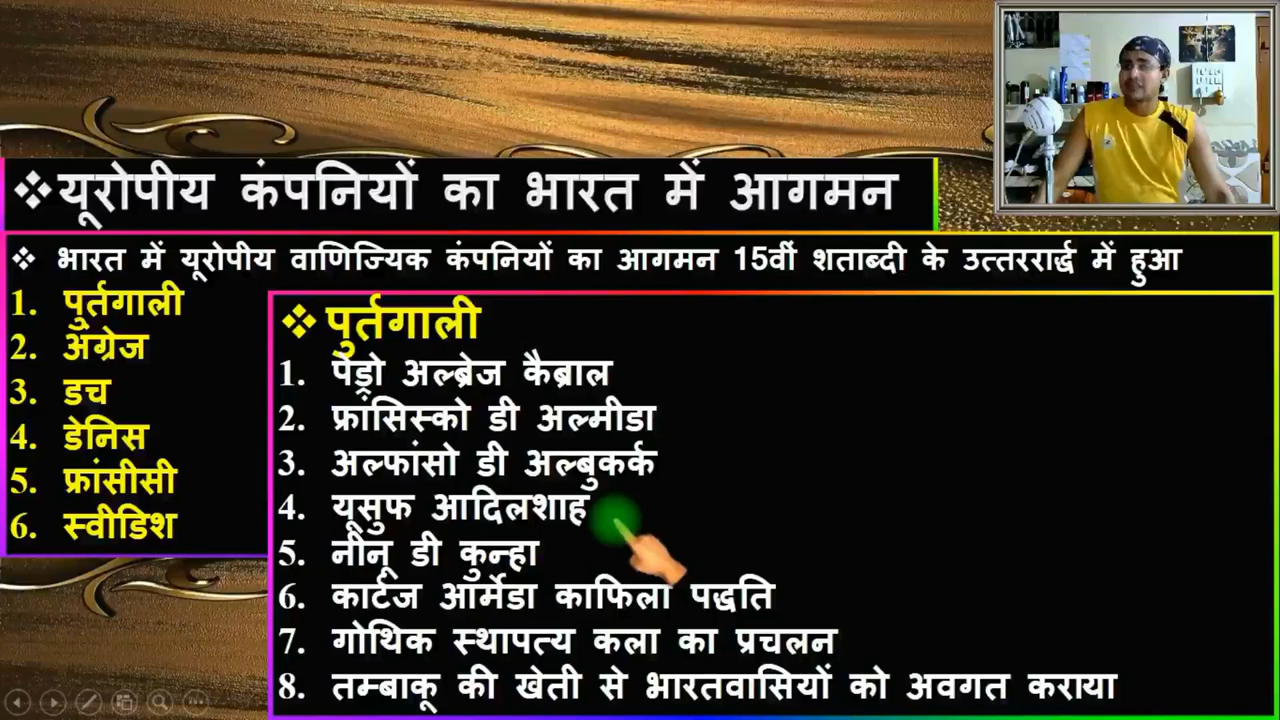 ❖यूरोपीय कंपनियों का भारत में आगमन
❖ भारत में यूरोपीय वाणिज्यिक कंपनियों का आगमन 15वीं शताब्दी के उत्तररार्द्ध में हुआ
1. पुर्तगाली
2. अंग्रेज
3. डच
4. डेनिस
5. फ्रांसीसी
6. स्वीडिश
❖ पुर्तगाली
1. पेड्रो अल्ब्रेज कैब्राल
2. फ्रांसिस्को डी अल्मीडा
3. अल्फांसो डी अल्बुकर्क
4. यूसुफ आदिलशाह
5. नीनू डी कुन्हा
6. कार्टज आर्मेडा काफिला पद्धति
7. गोथिक स्थापत्य कला का प्रचलन
8. तम्बाकू की खेती से भारतवासियों को अवगत कराया